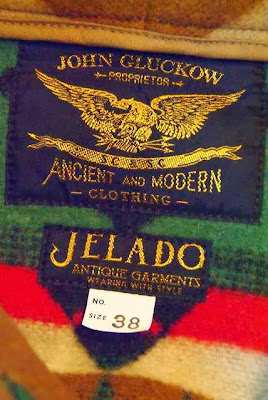 JOHN GLUCKOW
PROPRIETOR
ANCIENT AND MODERN
CLOTHING
JELADO
ANTIQUE GARMENTS
WEARING WITH STYLE
NO.
SIZE 38